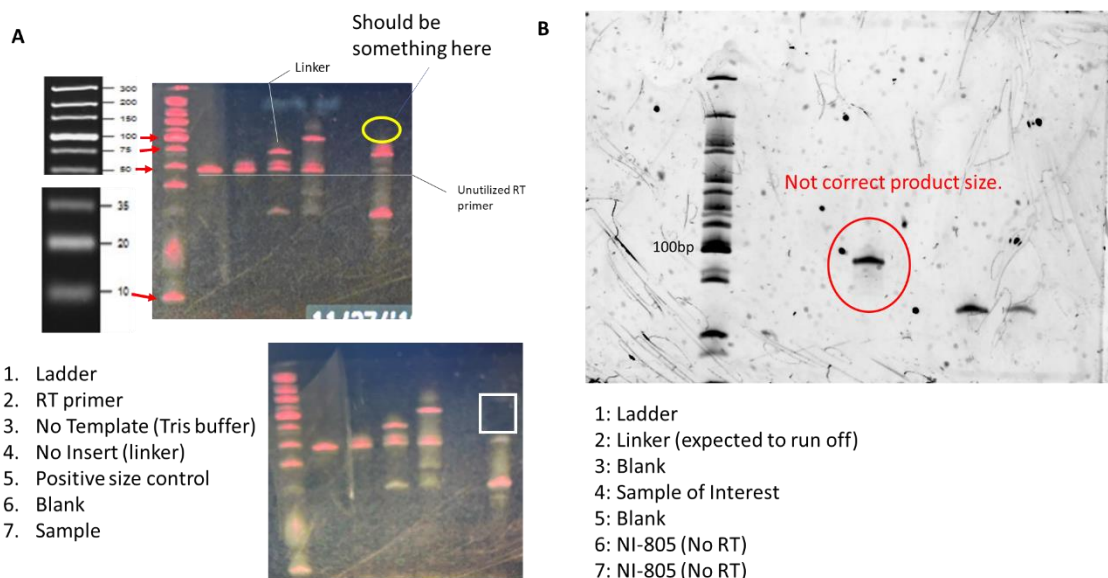 A
Should be
something here
B
Linker
300
200
150
100
75
50
35
20
10
Unutilized RT
primer
Not correct product size.
100bp
1. Ladder
2. RT primer
3. No Template (Tris buffer)
4. No Insert (linker)
5. Positive size control
6. Blank
7. Sample
1: Ladder
2: Linker (expected to run off)
3: Blank
4: Sample of Interest
5: Blank
6: NI-805 (No RT)
7: NI-805 (No RT)